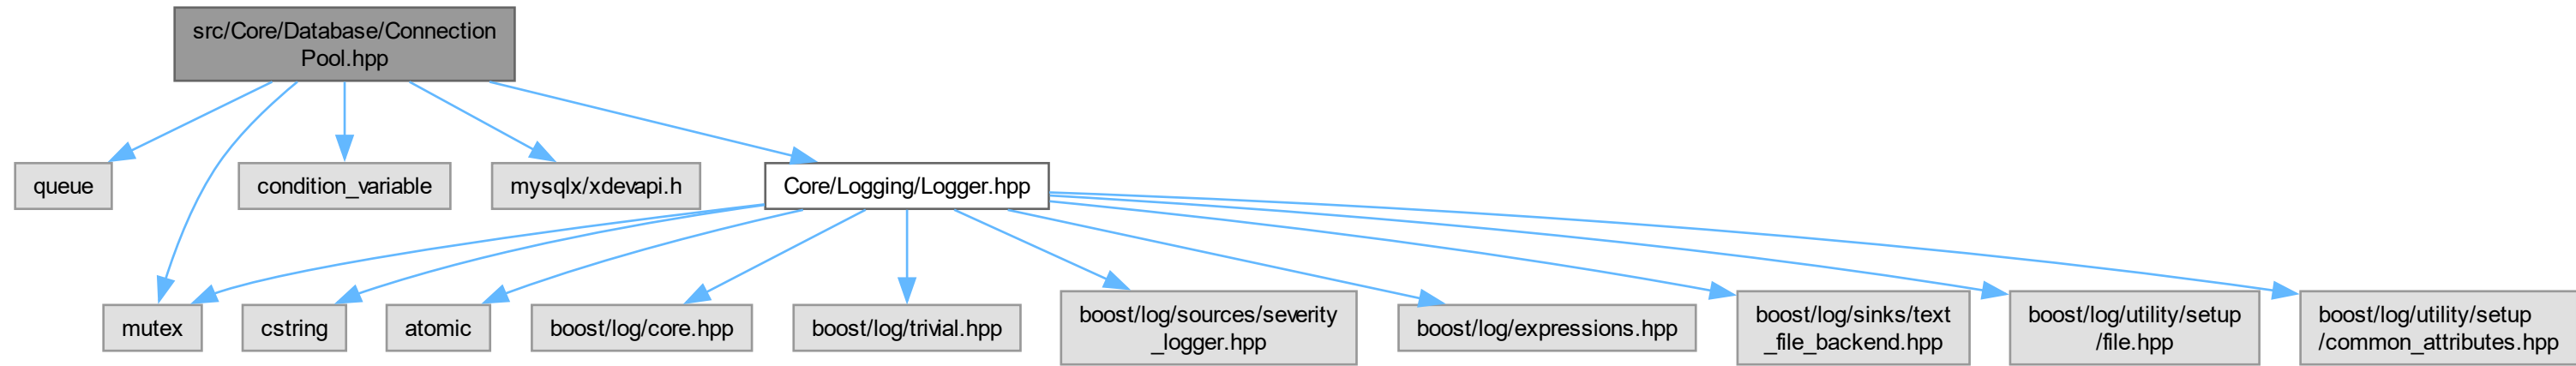 src/Core/Database/Connection
Pool.hpp
queue
condition_variable
mysqlx/xdevapi.h
Core/Logging/Logger.hpp
mutex
cstring
atomic
boost/log/core.hpp
boost/log/trivial.hpp
boost/log/sources/severity
_logger.hpp
boost/log/expressions.hpp
boost/log/sinks/text
_file_backend.hpp
boost/log/utility/setup
/file.hpp
boost/log/utility/setup
/common_attributes.hpp